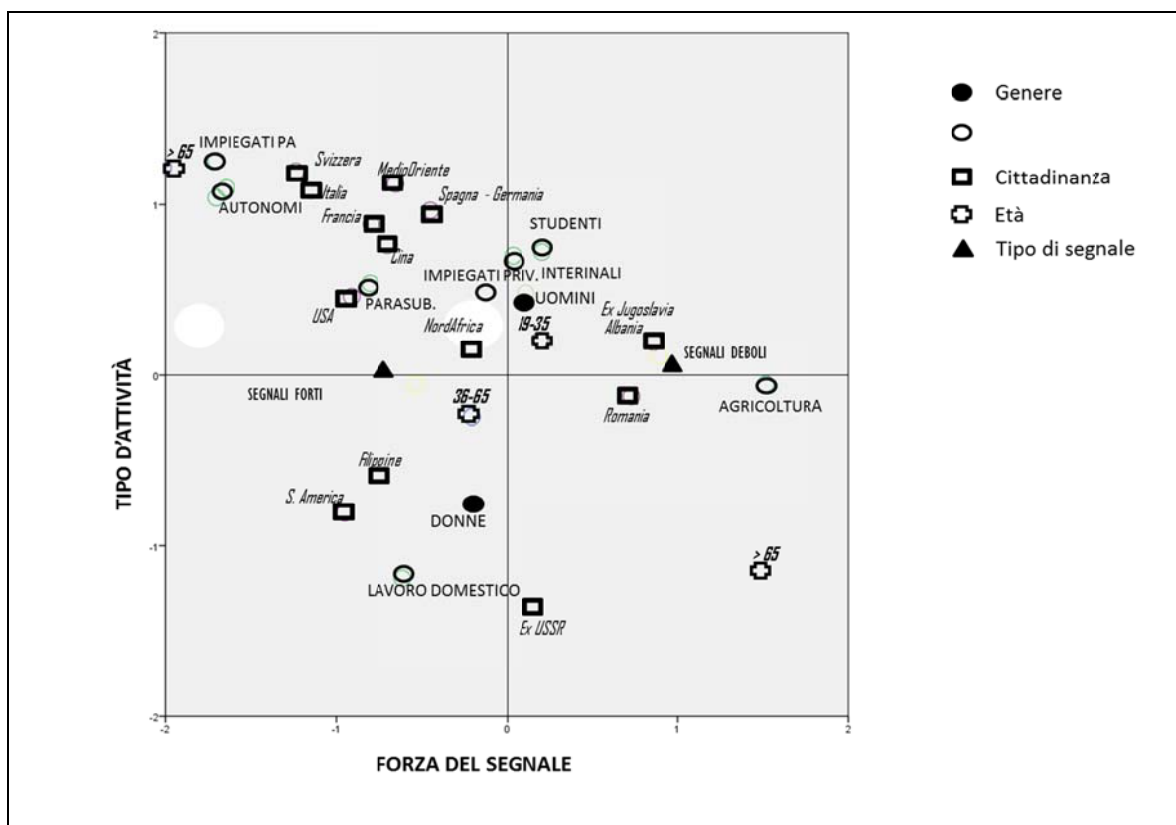 2
> 65
IMPIEGATI PA
Svizzera
MedioOriente
Italia
Spagna - Germania
1
AUTONOMI
Francia
STUDENTI
Cina
IMPIEGATI PRIV.
INTERINALI
PARASUB.
UOMINI
USA
Ex Jugoslavia
Albania
NordAfrica
19-35
SEGNALI DEBOLI
0
SEGNALI FORTI
36-65
Romania
AGRICOLTURA
Filippine
S. America
DONNE
-1
> 65
LAVORO DOMESTICO
Ex USSR
-2
-2
-1
0
1
2
TIPO D'ATTIVITÀ
FORZA DEL SEGNALE
Genere
Cittadinanza
Età
Tipo di segnale